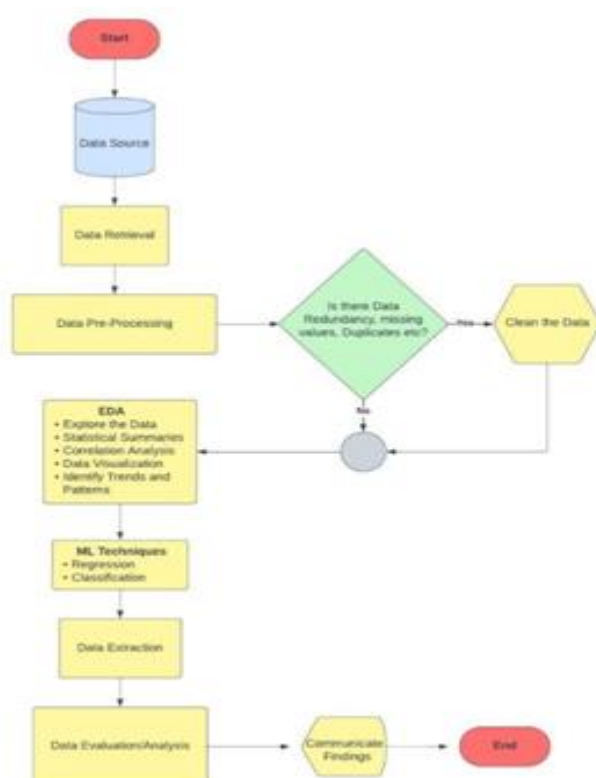 Start
Data Source
Data Retrieval
Data Pre-Processing
Is there Data
Redundancy, missing
values, Duplicates etc?
Yes
Clean the Data
No
EDA
• Explore the Data
• Statistical Summaries
• Correlation Analysis
• Data Visualization
• Identify Trends and
Patterns
ML Techniques
• Regression
• Classification
Data Extraction
Data Evaluation/Analysis
Communicate
Findings
End